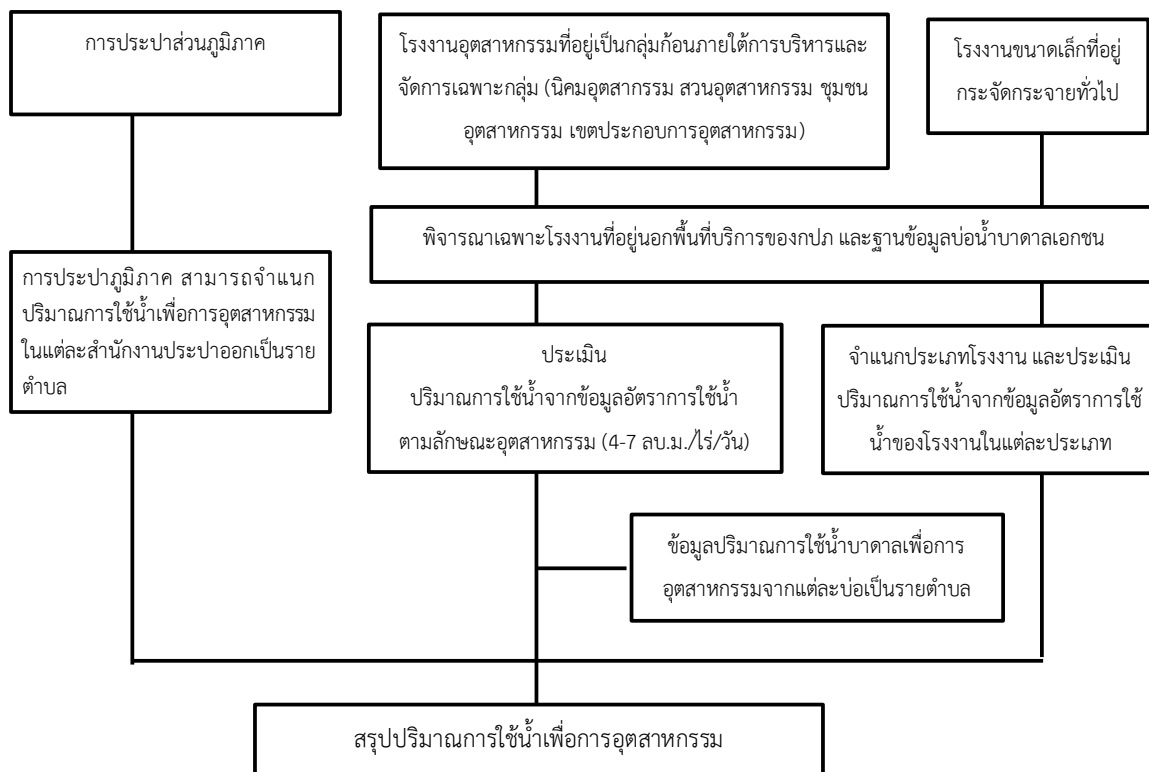 การประปาส่วนภูมิภาค
โรงงานอุตสาหกรรมที่อยู่เป็นกลุ่มก้อนภายใต้การบริหารและ
จัดการเฉพาะกลุ่ม (นิคมอุตสากรรม สวนอุตสาหกรรม ชุมชน
อุตสาหกรรม เขตประกอบการอุตสาหกรรม)
โรงงานขนาดเล็กที่อยู่
กระจัดกระจายทั่วไป
พิจารณาเฉพาะโรงงานที่อยู่นอกพื้นที่บริการของกปภ และฐานข้อมูลบ่อน้ำบาดาลเอกชน
การประปาภูมิภาค สามารถจำแนก
ปริมาณการใช้น้ำเพื่อการอุตสาหกรรม
ในแต่ละสำนักงานประปาออกเป็นราย
ตำบล
ประเมิน
ปริมาณการใช้น้ำจากข้อมูลอัตราการใช้น้ำ
ตามลักษณะอุตสาหกรรม (4-7 ลบ.ม./ไร่/วัน)
จำแนกประเภทโรงงาน และประเมิน
ปริมาณการใช้น้ำจากข้อมูลอัตราการใช้
น้ำของโรงงานในแต่ละประเภท
ข้อมูลปริมาณการใช้น้ำบาดาลเพื่อการ
อุตสาหกรรมจากแต่ละบ่อเป็นรายตำบล
สรุปปริมาณการใช้น้ำเพื่อการอุตสาหกรรม